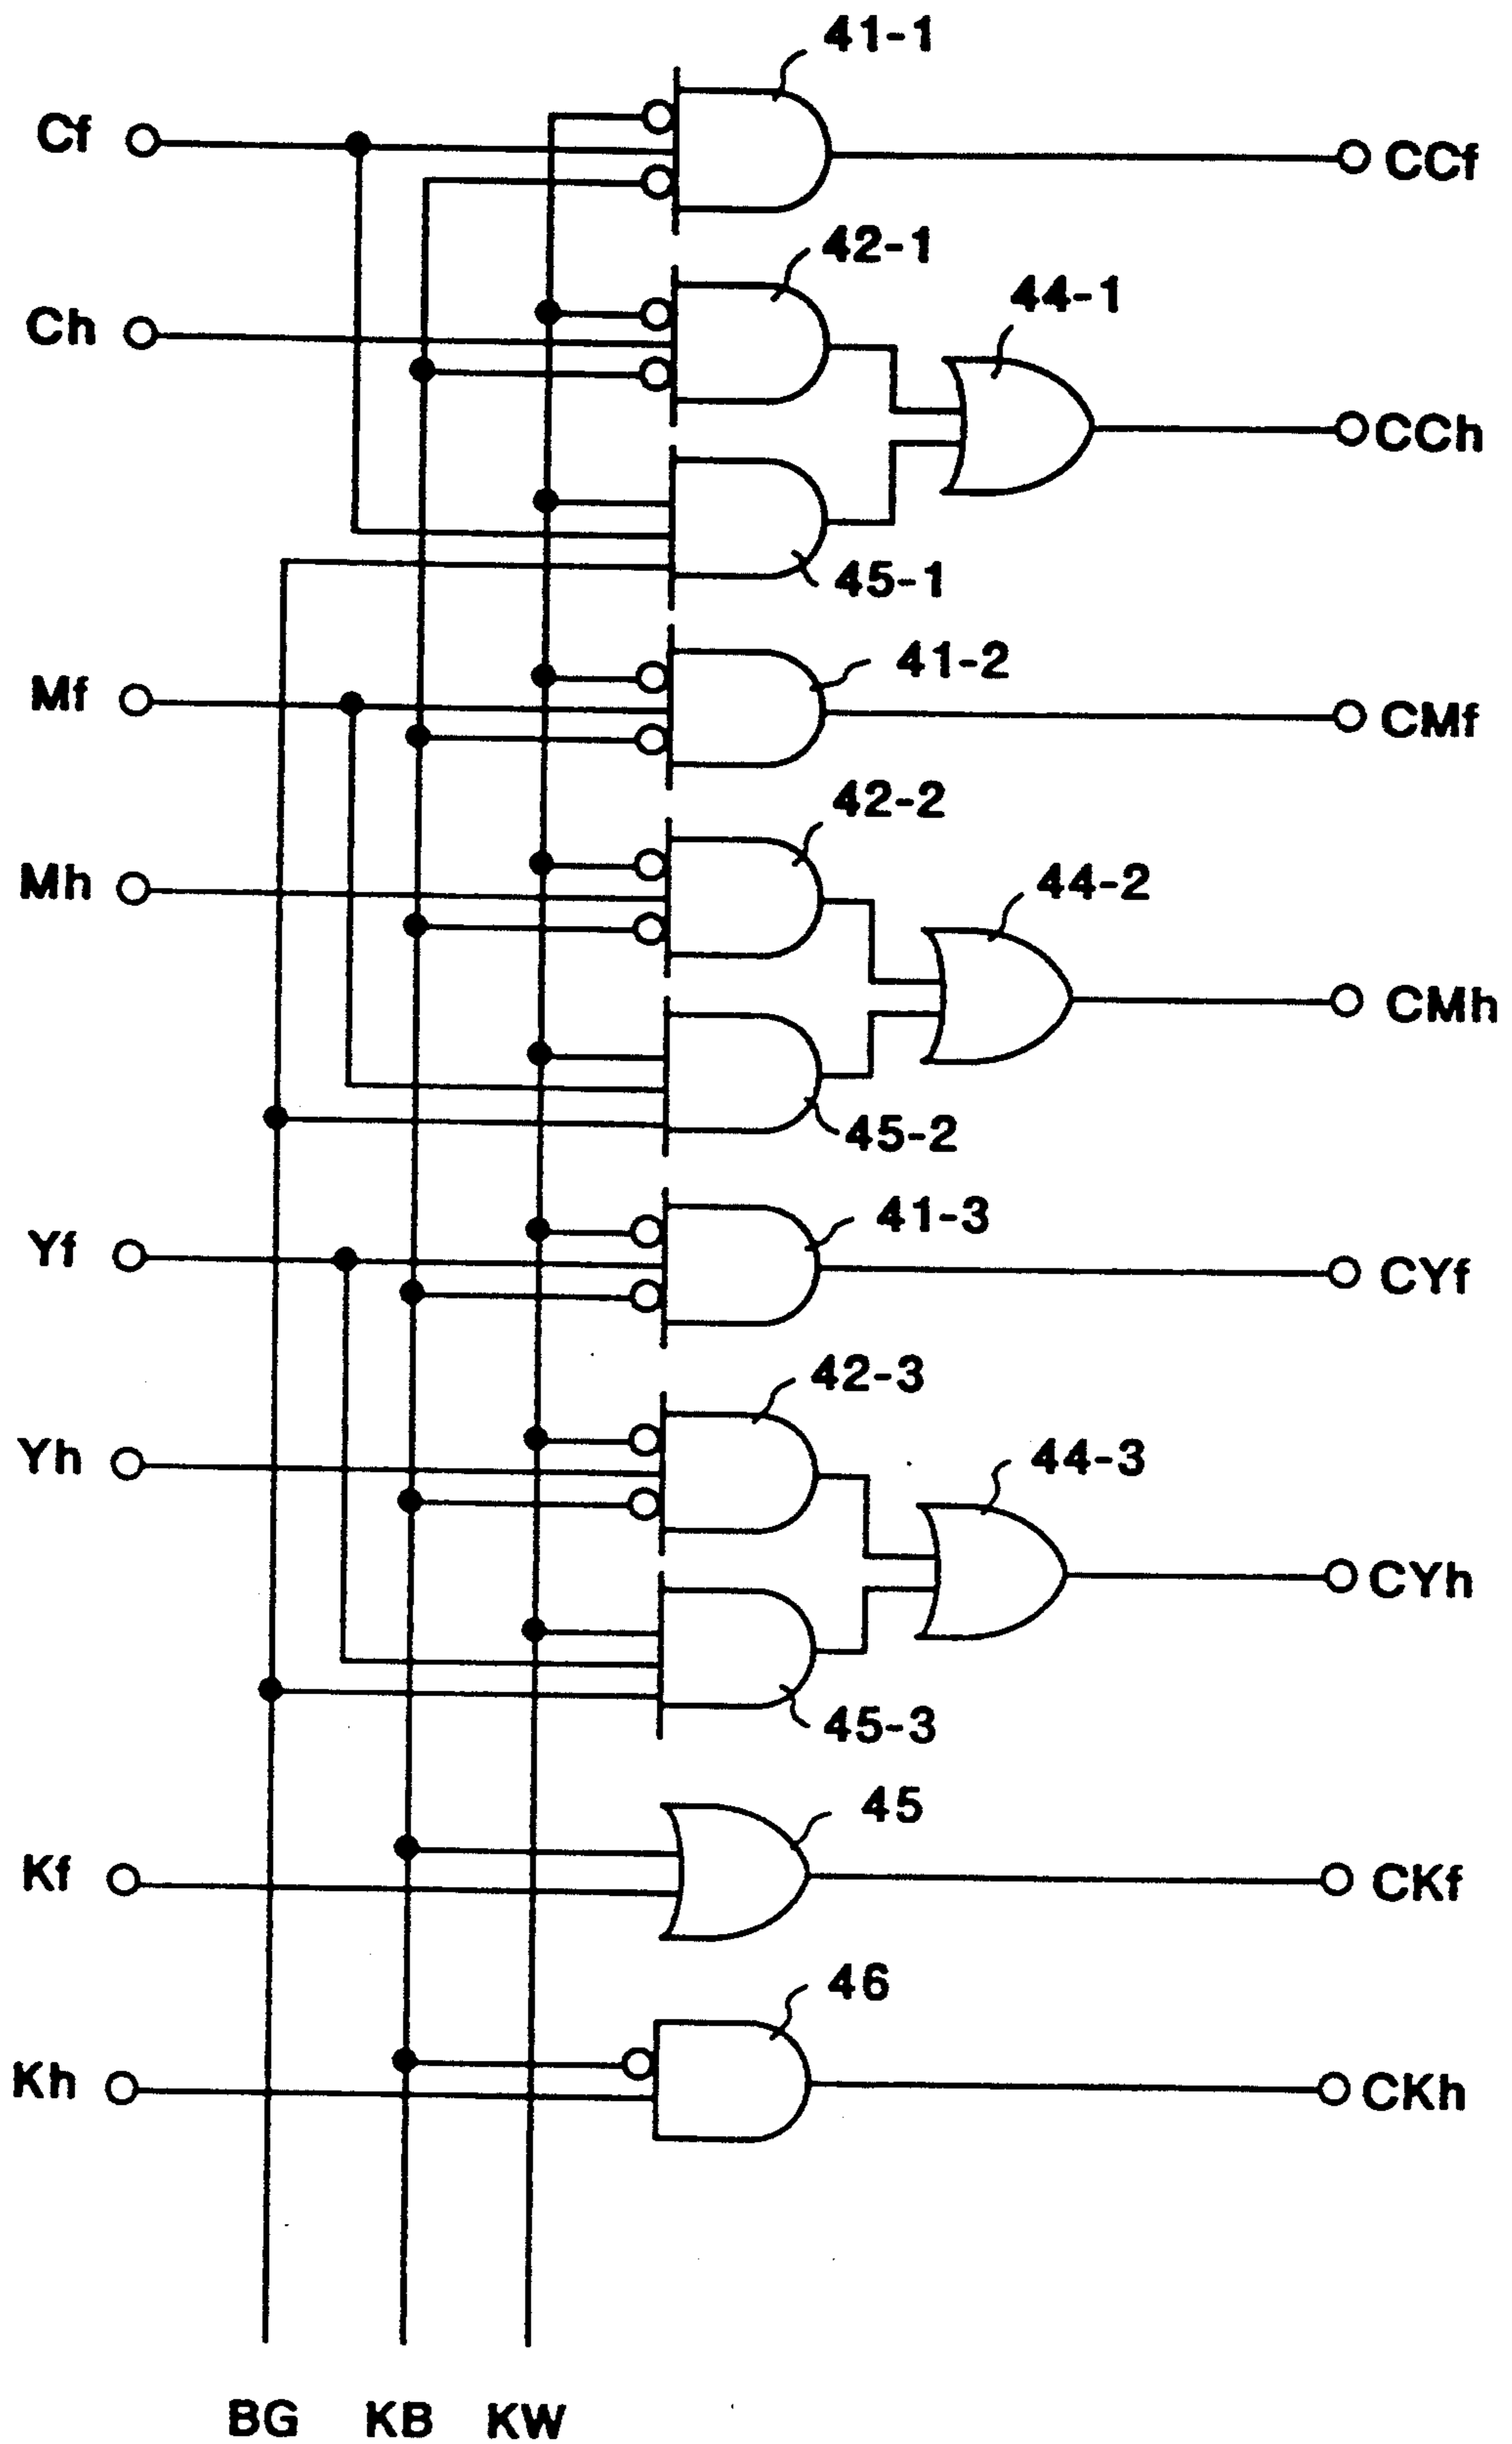 41-1
Cf
CCf
42-1
Ch
44-1
CCh
45-1
41-2
Mf
CMf
42-2
Mh
44-2
CMh
45-2
41-3
Yf
CYf
42-3
Yh
44-3
CYh
45-3
45
Kf
CKf
46
Kh
CKh
BG KB KW